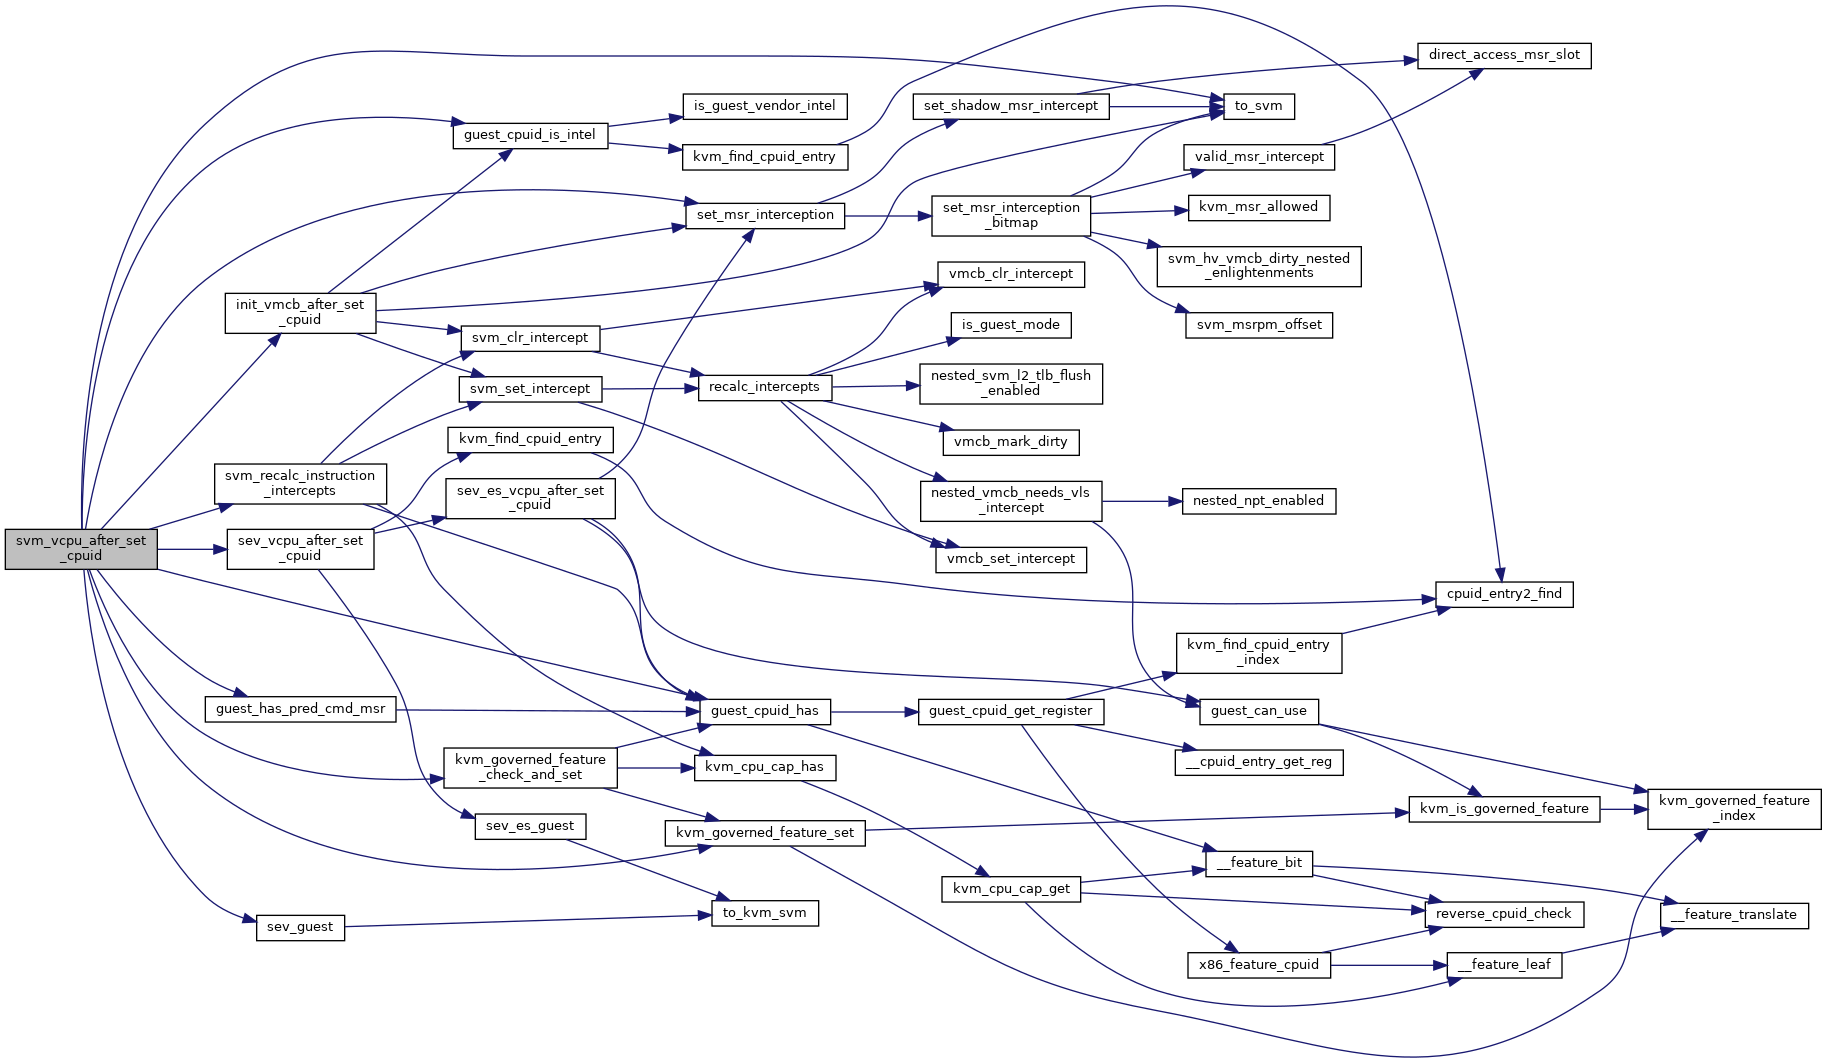 svm_vcpu_after_set
_cpuid
guest_cpuid_is_intel
init_vmcb_after_set
_cpuid
svm_clr_intercept
svm_set_intercept
svm_recalc_instruction
_intercepts
sev_vcpu_after_set
_cpuid
kvm_find_cpuid_entry
sev_es_vcpu_after_set
_cpuid
guest_has_pred_cmd_msr
kvm_governed_feature
_check_and_set
sev_es_guest
sev_guest
is_guest_vendor_intel
kvm_find_cpuid_entry
set_msr_interception
recalc_intercepts
guest_cpuid_has
kvm_cpu_cap_has
kvm_governed_feature_set
to_kvm_svm
set_shadow_msr_intercept
set_msr_interception
_bitmap
vmcb_clr_intercept
is_guest_mode
nested_svm_l2_tlb_flush
_enabled
vmcb_mark_dirty
nested_vmcb_needs_vls
_intercept
vmcb_set_intercept
guest_cpuid_get_register
kvm_cpu_cap_get
to_svm
valid_msr_intercept
kvm_msr_allowed
svm_hv_vmcb_dirty_nested
_enlightenments
svm_msrpm_offset
nested_npt_enabled
kvm_find_cpuid_entry
_index
guest_can_use
__cpuid_entry_get_reg
__feature_bit
x86_feature_cpuid
direct_access_msr_slot
cpuid_entry2_find
kvm_is_governed_feature
reverse_cpuid_check
__feature_leaf
kvm_governed_feature
_index
__feature_translate